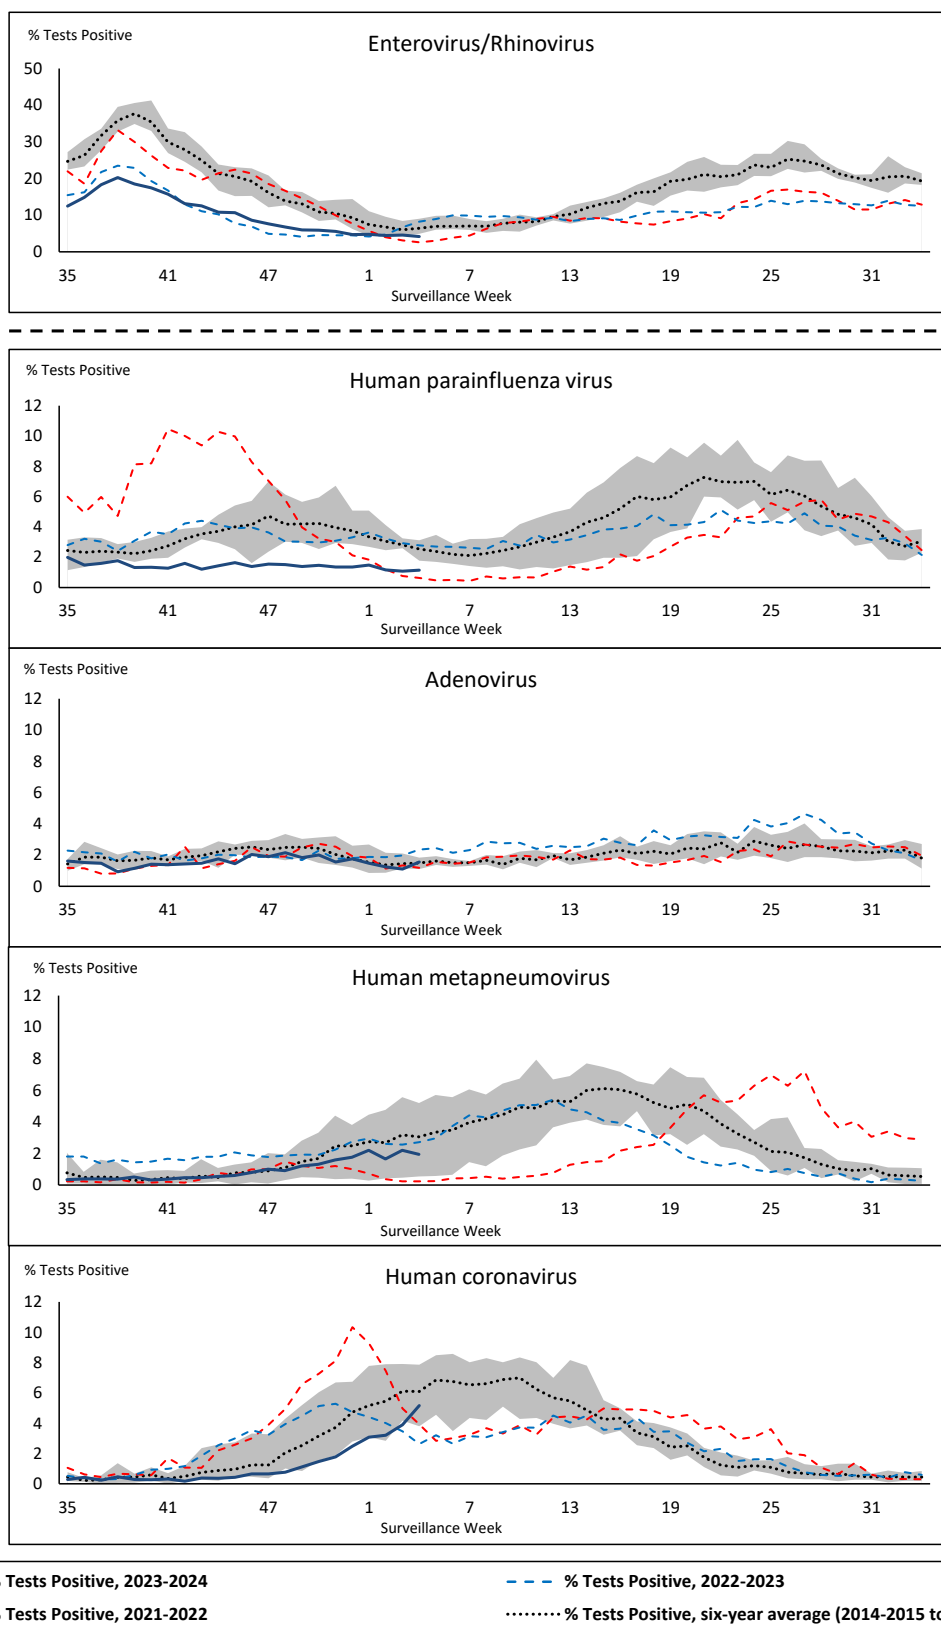 % Tests Positive
Enterovirus/Rhinovirus
50
40
30
20
10
0
35 41 47 1 7 13 19 25 31
Surveillance Week
% Tests Positive
Human parainfluenza virus
12
10
8
6
4
2
0
35 41 47 1 7 13 19 25 31
Surveillance Week
% Tests Positive
Adenovirus
12
10
8
6
4
2
0
35 41 47 1 7 13 19 25 31
Surveillance Week
% Tests Positive
Human metapneumovirus
12
10
8
6
4
2
0
35 41 47 1 7 13 19 25 31
Surveillance Week
% Tests Positive
Human coronavirus
12
10
8
6
4
2
0
35 41 47 1 7 13 19 25 31
Surveillance Week
Tests Positive, 2023-2024 % Tests Positive, 2022-2023
Tests Positive, 2021-2022 % Tests Positive, six-year average (2014-2015 to